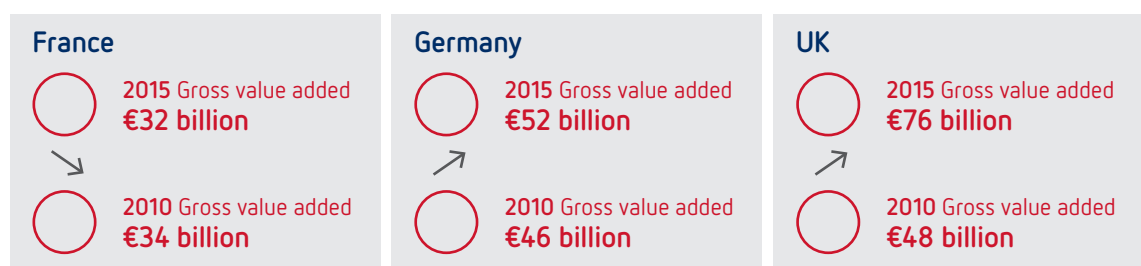 France
2015 Gross value added
€32 billion
2010 Gross value added
€34 billion
Germany
2015 Gross value added
€52 billion
2010 Gross value added
€46 billion
UK
2015 Gross value added
€76 billion
2010 Gross value added
€48 billion